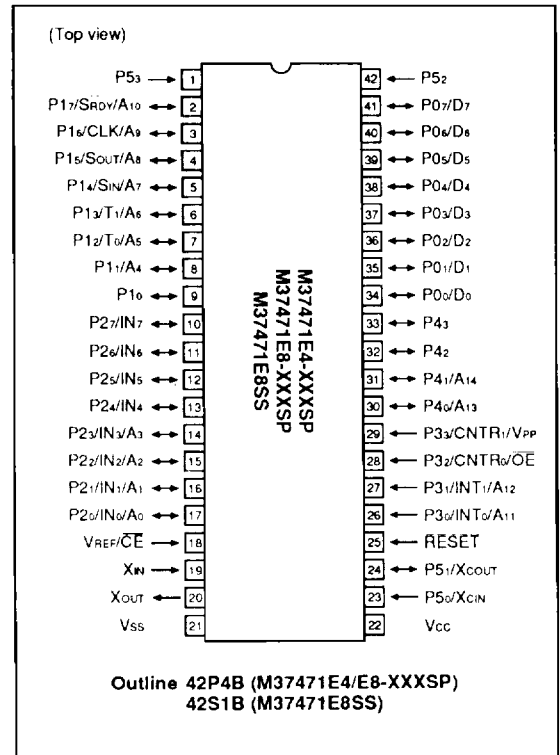 (Top view)
P5₃ 1 42 P5₂
P1₇/S̅R̅D̅Y̅/A₁₀ 2 41 P0₇/D₇
P1₆/CLK/A₉ 3 40 P0₆/D₆
P1₅/SOUT/A₈ 4 39 P0₅/D₅
P1₄/SIN/A₇ 5 38 P0₄/D₄
P1₃/T₁/A₆ 6 37 P0₃/D₃
P1₂/T₀/A₅ 7 36 P0₂/D₂
P1₁/A₄ 8 35 P0₁/D₁
P1₀ 9 34 P0₀/D₀
P2₇/IN₇ 10 33 P4₃
P2₆/IN₆ 11 32 P4₂
P2₅/IN₅ 12 31 P4₁/A₁₄
P2₄/IN₄ 13 30 P4₀/A₁₃
P2₃/IN₃/A₃ 14 29 P3₃/CNTR₁/VPP
P2₂/IN₂/A₂ 15 28 P3₂/CNTR₀/O̅E̅
P2₁/IN₁/A₁ 16 27 P3₁/INT₁/A₁₂
P2₀/IN₀/A₀ 17 26 P3₀/INT₀/A₁₁
VREF/C̅E̅ 18 25 R̅E̅S̅E̅T̅
XIN 19 24 P5₁/XCOUT
XOUT 20 23 P5₀/XCIN
VSS 21 22 VCC
M37471E4-XXXSP
M37471E8-XXXSP
M37471E8SS
Outline 42P4B (M37471E4/E8-XXXSP)
42S1B (M37471E8SS)